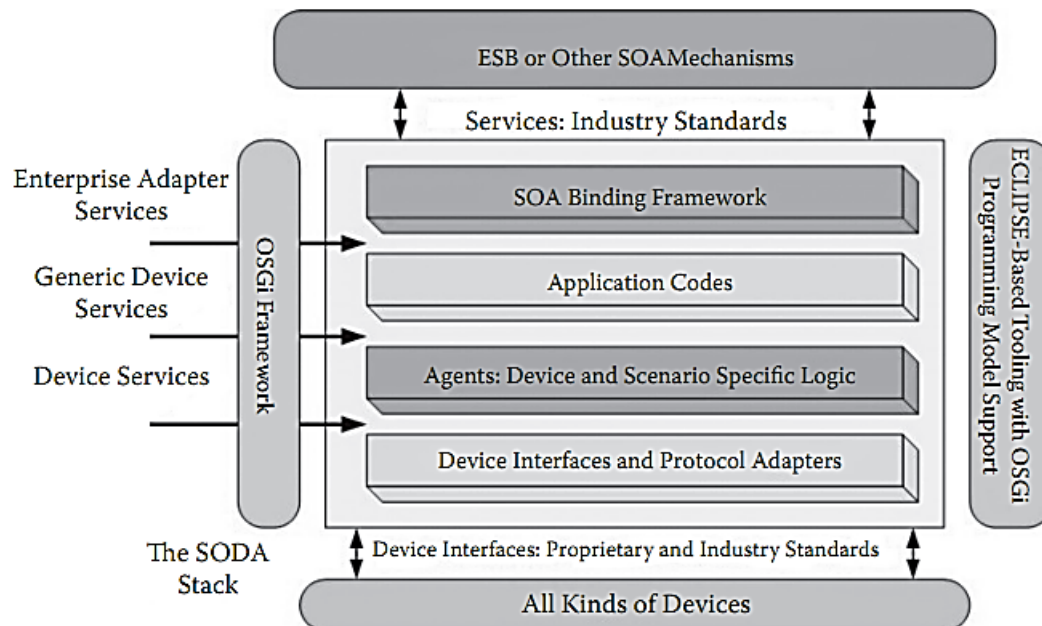 ESB or Other SOAMechanisms
Services: Industry Standards
Enterprise Adapter
Services
Generic Device
Services
Device Services
OSGi Framework
SOA Binding Framework
Application Codes
Agents: Device and Scenario Specific Logic
Device Interfaces and Protocol Adapters
ECLIPSE-Based Tooling with OSGi
Programming Model Support
The SODA
Stack
Device Interfaces: Proprietary and Industry Standards
All Kinds of Devices